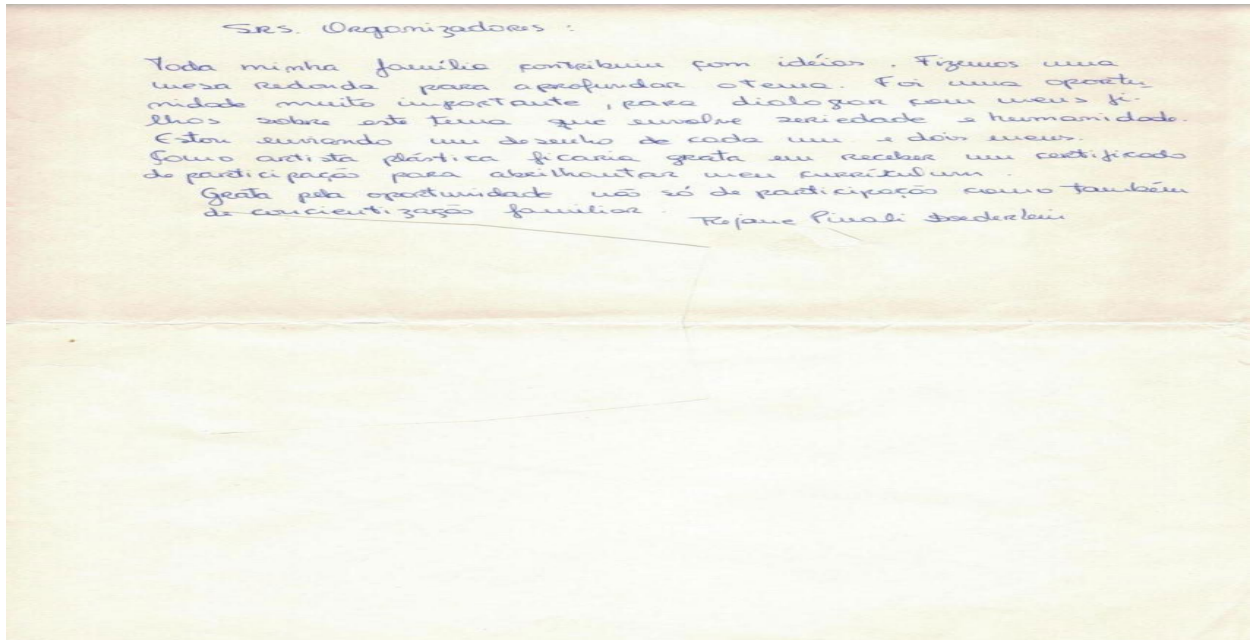 SRS. Organizadores :
Toda minha família contribuiu com idéias. Fizemos uma
mesa redonda para aprofundar o tema. Foi uma oportu
nidade muito importante, para dialogar com meus fi
lhos sobre este tema que envolve seriedade e humanidade.
Estou enviando um desenho de cada um e dois meus.
Como artista plástica ficaria grata em receber um certificado
de participação para abrilhantar meu currículum.
Grata pela oportunidade não só de participação como também
de concientização familiar.
Rejane